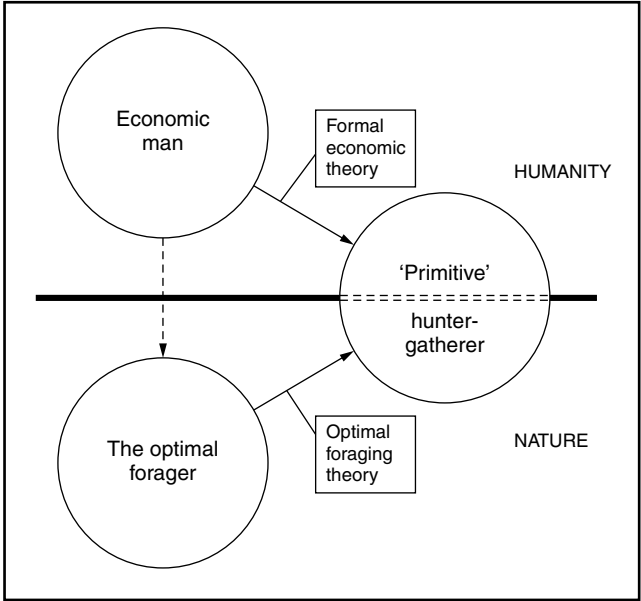 Economic
man
Formal
economic
theory
HUMANITY
‘Primitive’
hunter-
gatherer
The optimal
forager
Optimal
foraging
theory
NATURE